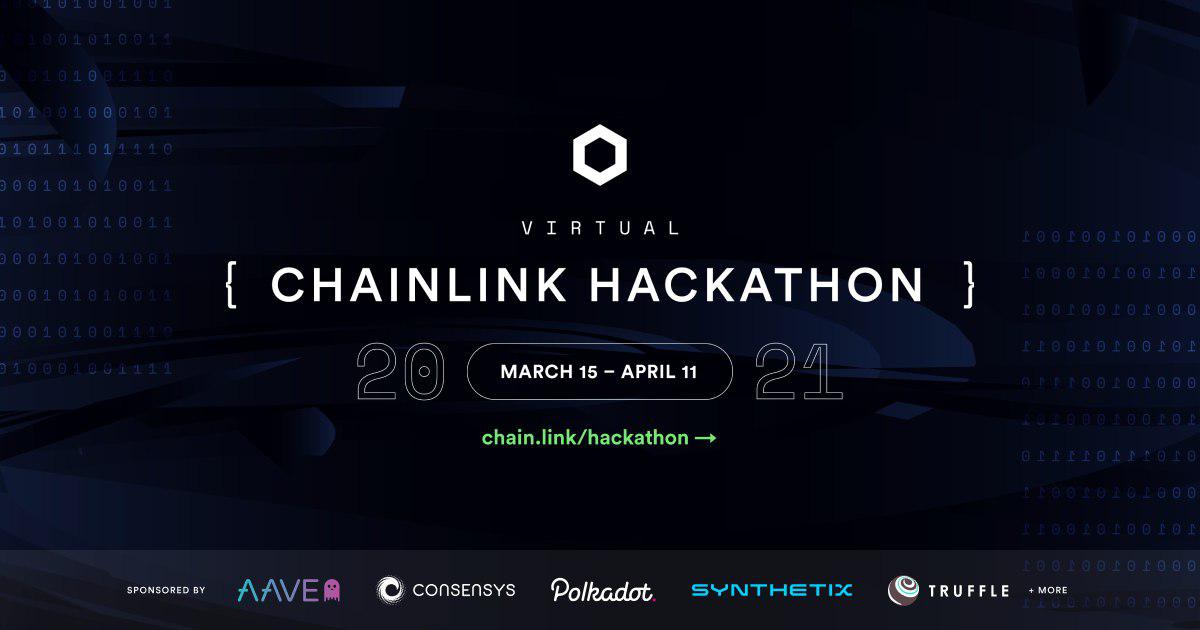 VIRTUAL
{ CHAINLINK HACKATHON }
20 MARCH 15 – APRIL 11 21
chain.link/hackathon →
SPONSORED BY AAVE CONSENSYS Polkadot. SYNTHETIX TRUFFLE + MORE